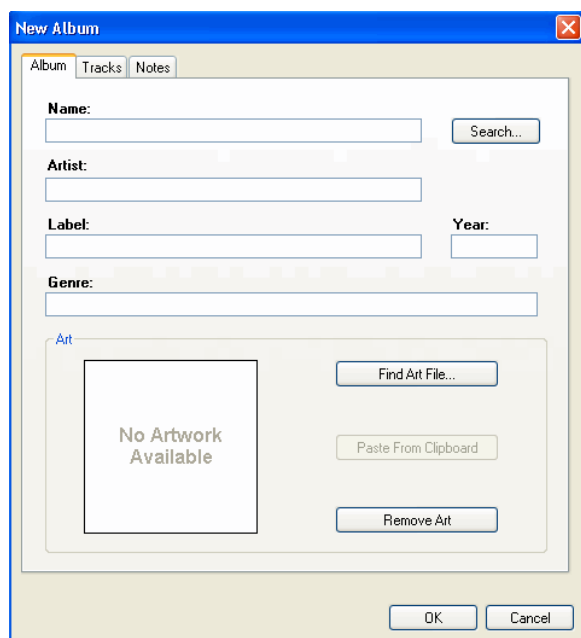 New Album
Album Tracks Notes
Name:
Search...
Artist:
Label: Year:
Genre:
Art
Find Art File...
No Artwork
Available
Paste From Clipboard
Remove Art
OK Cancel